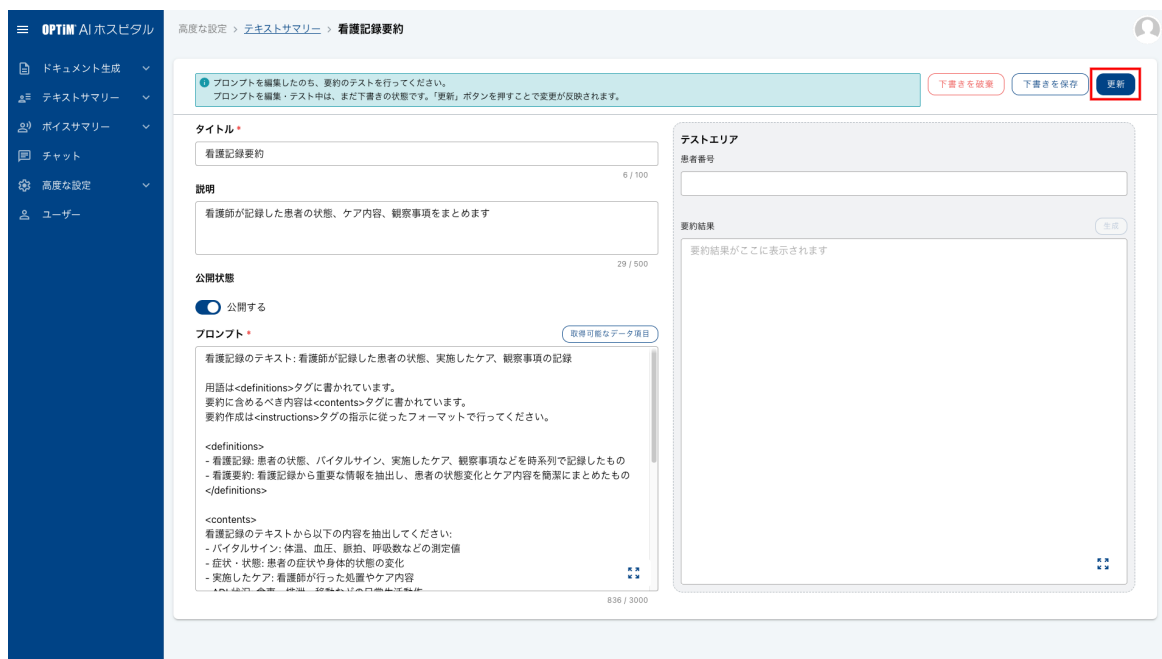 OPTiM AI ホスピタル
高度な設定 > テキストサマリー > 看護記録要約
ドキュメント生成
テキストサマリー
ボイスサマリー
チャット
高度な設定
ユーザー
プロンプトを編集したのち、要約のテストを行ってください。
プロンプトを編集・テスト中は、まだ下書きの状態です。「更新」ボタンを押すことで変更が反映されます。
下書きを破棄
下書きを保存
更新
タイトル *
看護記録要約
6 / 100
説明
看護師が記録した患者の状態、ケア内容、観察事項をまとめます
29 / 500
公開状態
公開する
プロンプト *
取得可能なデータ項目
看護記録のテキスト: 看護師が記録した患者の状態、実施したケア、観察事項の記録
用語は<definitions>タグに書かれています。
要約に含めるべき内容は<contents>タグに書かれています。
要約作成は<instructions>タグの指示に従ったフォーマットで行ってください。
<definitions>
- 看護記録: 患者の状態、バイタルサイン、実施したケア、観察事項などを時系列で記録したもの
- 看護要約: 看護記録から重要な情報を抽出し、患者の状態変化とケア内容を簡潔にまとめたもの
</definitions>
<contents>
看護記録のテキストから以下の内容を抽出してください:
- バイタルサイン: 体温、血圧、脈拍、呼吸数などの測定値
- 症状・状態: 患者の症状や身体的状態の変化
- 実施したケア: 看護師が行った処置やケア内容
836 / 3000
テストエリア
患者番号
要約結果
生成
要約結果がここに表示されます